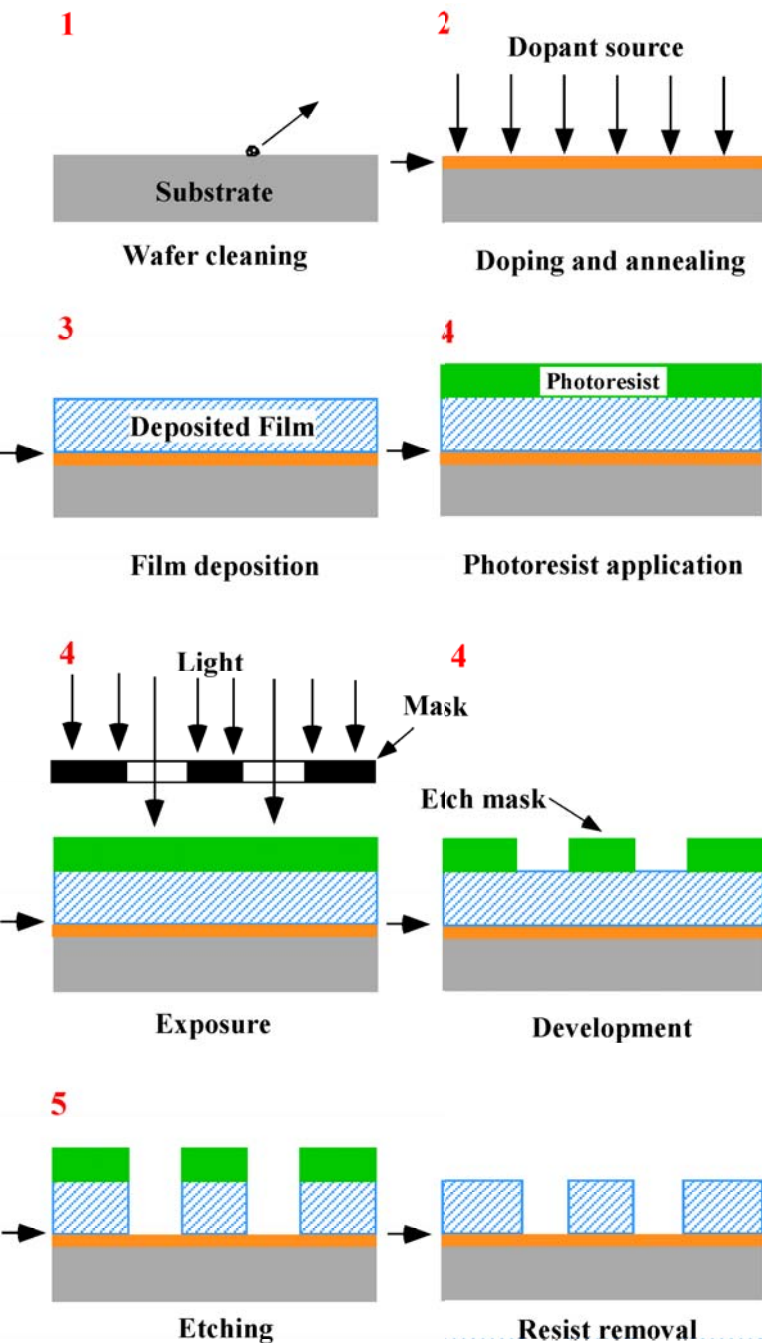 1
2
Dopant source
Substrate
Wafer cleaning
Doping and annealing
3
4
Photoresist
Deposited Film
Film deposition
Photoresist application
4
Light
4
Mask
Etch mask
Exposure
Development
5
Etching
Resist removal